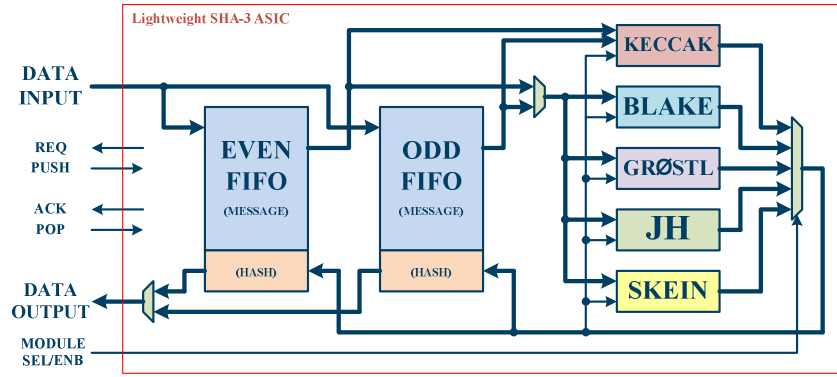 Lightweight SHA-3 ASIC
DATA
INPUT
REQ
PUSH
ACK
POP
DATA
OUTPUT
MODULE
SEL/ENB
EVEN
FIFO
(MESSAGE)
(HASH)
ODD
FIFO
(MESSAGE)
(HASH)
KECCAK
BLAKE
GRØSTL
JH
SKEIN